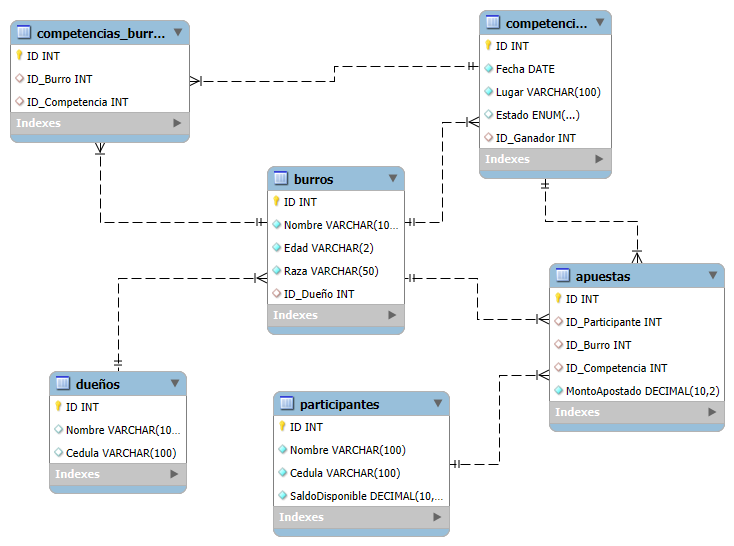 competencias_burr...
ID INT
ID_Burro INT
ID_Competencia INT
Indexes
competenci...
ID INT
Fecha DATE
Lugar VARCHAR(100)
Estado ENUM(...)
ID_Ganador INT
Indexes
burros
ID INT
Nombre VARCHAR(10...
Edad VARCHAR(2)
Raza VARCHAR(50)
ID_Dueño INT
Indexes
apuestas
ID INT
ID_Participante INT
ID_Burro INT
ID_Competencia INT
MontoApostado DECIMAL(10,2)
Indexes
dueños
ID INT
Nombre VARCHAR(10...
Cedula VARCHAR(100)
Indexes
participantes
ID INT
Nombre VARCHAR(100)
Cedula VARCHAR(100)
SaldoDisponible DECIMAL(10,...
Indexes